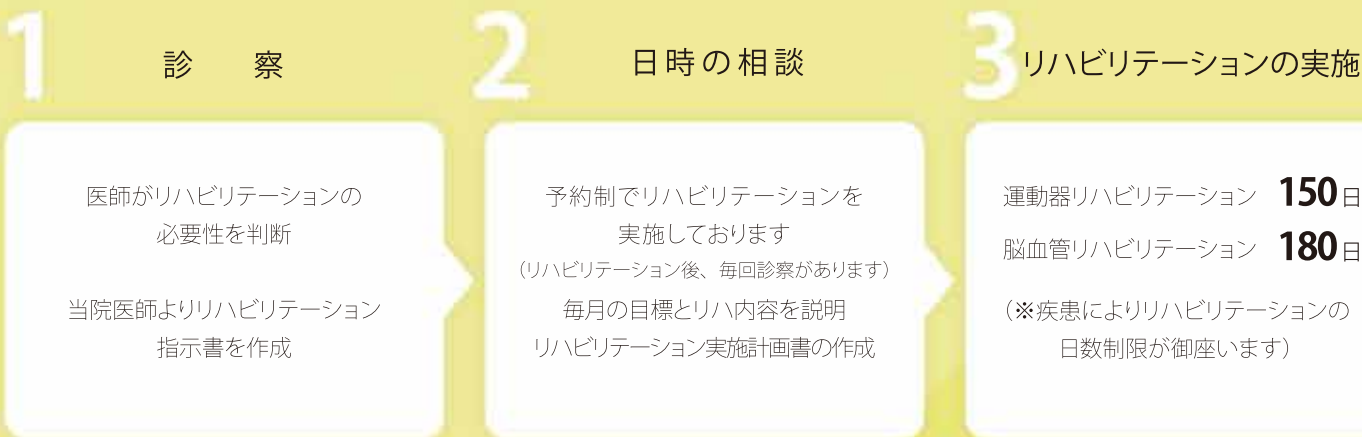 1 診 察
医師がリハビリテーションの
必要性を判断
当院医師よりリハビリテーション
指示書を作成
2 日時の相談
予約制でリハビリテーションを
実施しております
（リハビリテーション後、毎回診察があります）
毎月の目標とリハ内容を説明
リハビリテーション実施計画書の作成
3 リハビリテーションの実施
運動器リハビリテーション 150日
脳血管リハビリテーション 180日
（※疾患によりリハビリテーションの
日数制限が御座います）